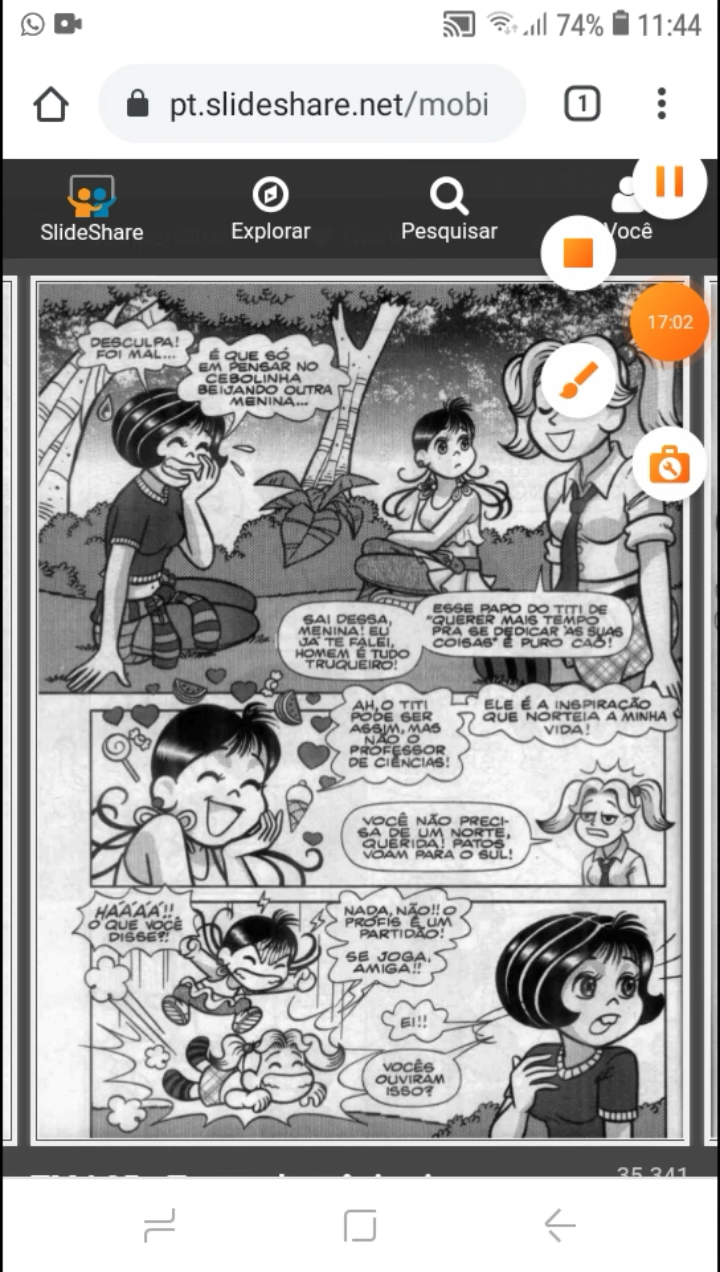 74% 11:44
pt.slideshare.net/mobi
1
SlideShare
Explorar
Pesquisar
Você
17:02
DESCULPA!
FOI MAL...
É QUE SÓ
EM PENSAR NO
CEBOLINHA
BEIJANDO OUTRA
MENINA...
SAI DESSA,
MENINA! EU
JÁ TE FALEI,
HOMEM É TUDO
TRUQUEIRO!
ESSE PAPO DO TITI DE
"QUERER MAIS TEMPO
PRA SE DEDICAR ÀS SUAS
COISAS" É PURO CAÔ!
AH, O TITI
PODE SER
ASSIM, MAS
NÃO O
PROFESSOR
DE CIÊNCIAS!
ELE É A INSPIRAÇÃO
QUE NORTEIA A MINHA
VIDA!
VOCÊ NÃO PRECI-
SA DE UM NORTE,
QUERIDA! PATOS
VOAM PARA O SUL!
HÁÁÁÁ!!
O QUE VOCÊ
DISSE?!
NADA, NÃO!! O
PROFIS É UM
PARTIDÃO!
SE JOGA,
AMIGA!!
EI!!
VOCÊS
OUVIRAM
ISSO?
35.341